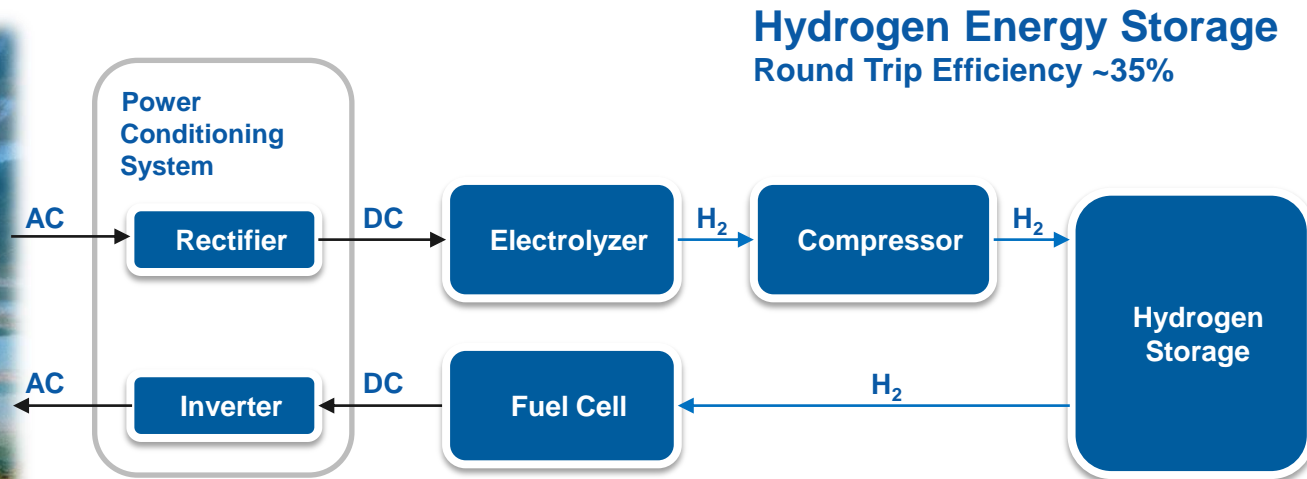 Hydrogen Energy Storage
Round Trip Efficiency ~35%
Power
Conditioning
System
AC
Rectifier
DC
Electrolyzer
H₂
Compressor
H₂
Hydrogen
Storage
AC
Inverter
DC
Fuel Cell
H₂